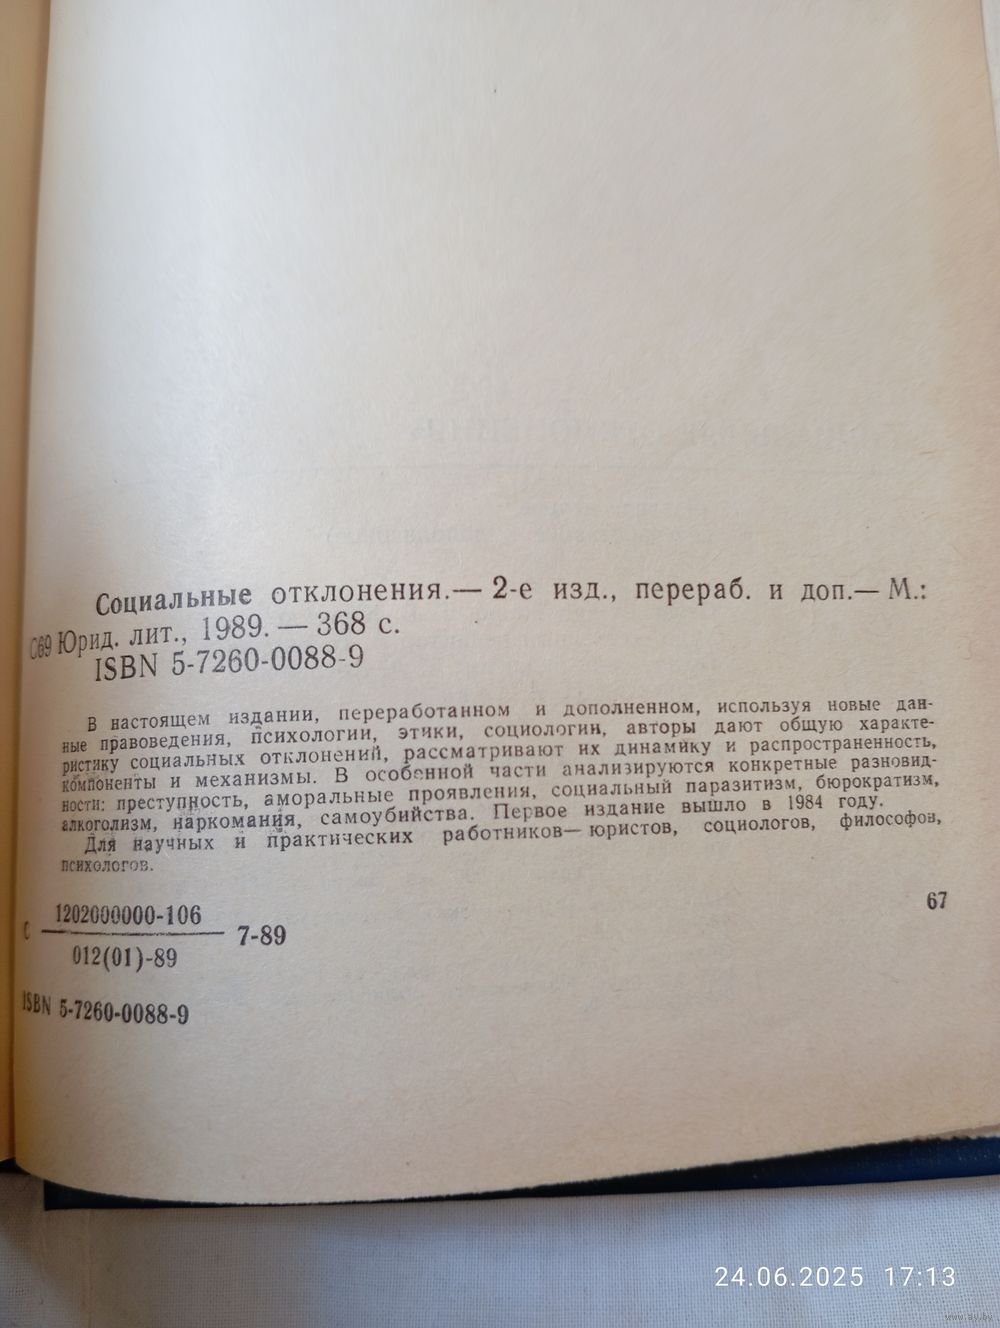 Социальные отклонения.— 2-е изд., перераб. и доп.— М.:
С69 Юрид. лит., 1989. — 368 с.
ISBN 5-7260-0088-9
В настоящем издании, переработанном и дополненном, используя новые дан-
ные правоведения, психологии, этики, социологии, авторы дают общую характе-
ристику социальных отклонений, рассматривают их динамику и распространенность,
компоненты и механизмы. В особенной части анализируются конкретные разновид-
ности: преступность, аморальные проявления, социальный паразитизм, бюрократизм,
алкоголизм, наркомания, самоубийства. Первое издание вышло в 1984 году.
Для научных и практических работников— юристов, социологов, философов,
психологов.
67
С 1202000000-106 7-89
012(01)-89
ISBN 5-7260-0088-9
24.06.2025 17:13
www.ay.by